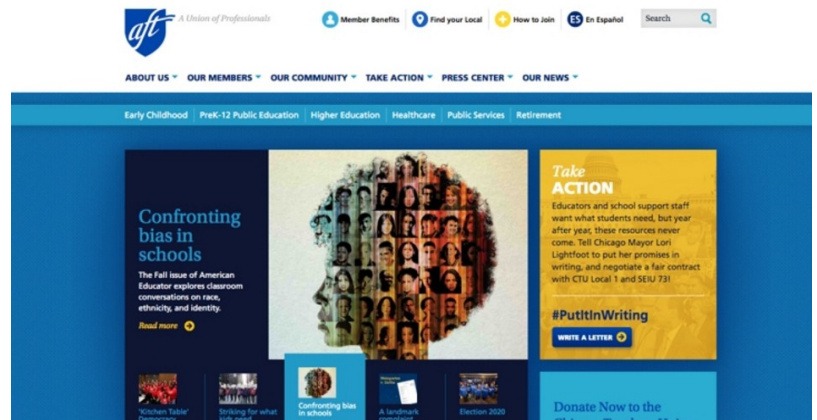 aft A Union of Professionals
Member Benefits
Find your Local
How to Join
ES En Español
Search
ABOUT US
OUR MEMBERS
OUR COMMUNITY
TAKE ACTION
PRESS CENTER
OUR NEWS
Early Childhood
PreK-12 Public Education
Higher Education
Healthcare
Public Services
Retirement
Confronting
bias in
schools
The Fall issue of American
Educator explores classroom
conversations on race,
ethnicity, and identity.
Read more
Take
ACTION
Educators and school support staff
want what students need, but year
after year, these resources never
come. Tell Chicago Mayor Lori
Lightfoot to put her promises in
writing, and negotiate a fair contract
with CTU Local 1 and SEIU 73!
#PutItInWriting
WRITE A LETTER
'Kitchen Table'
Democracy
Striking for what
kids need
Confronting bias
in schools
A landmark
complaint
Election 2020
Donate Now to the